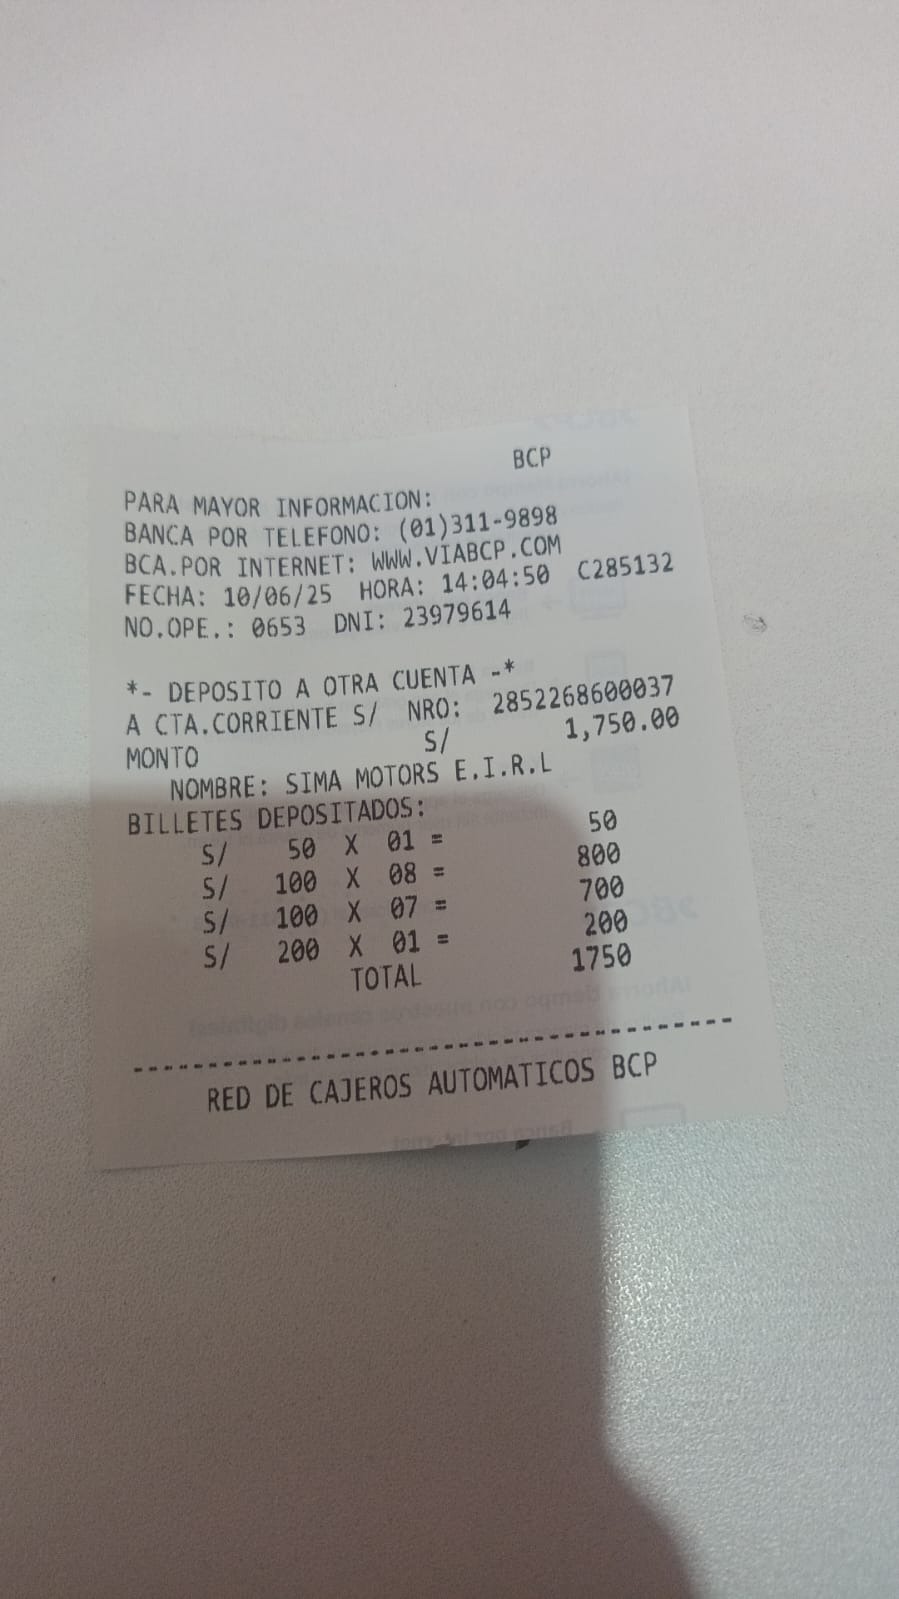 BCP
PARA MAYOR INFORMACION:
BANCA POR TELEFONO: (01)311-9898
BCA.POR INTERNET: WWW.VIABCP.COM
FECHA: 10/06/25 HORA: 14:04:50 C285132
NO.OPE.: 0653 DNI: 23979614
*- DEPOSITO A OTRA CUENTA -*
A CTA.CORRIENTE S/ NRO: 2852268600037
MONTO S/ 1,750.00
NOMBRE: SIMA MOTORS E.I.R.L
BILLETES DEPOSITADOS:
S/ 50 X 01 = 50
S/ 100 X 08 = 800
S/ 100 X 07 = 700
S/ 200 X 01 = 200
TOTAL 1750
--------------------------------------
RED DE CAJEROS AUTOMATICOS BCP